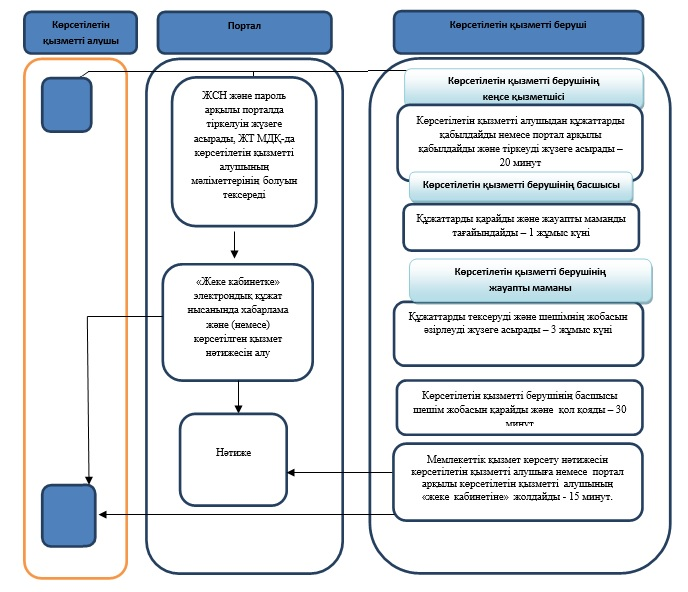 Көрсетілетін
қызметті алушы
Портал
Көрсетілетін қызметті беруші
ЖСН және пароль
арқылы порталда
тіркелуін жүзеге
асырады, ЖТ МДҚ-да
көрсетілетін қызметті
алушының
мәліметтерінің болуын
тексереді
«Жеке кабинетке»
электрондық құжат
нысанында хабарлама
және (немесе)
көрсетілген қызмет
нәтижесін алу
Нәтиже
Көрсетілетін қызметті берушінің
кеңсе қызметшісі
Көрсетілетін қызметті алушыдан құжаттарды
қабылдайды немесе портал арқылы
қабылдайды және тіркеуді жүзеге асырады –
20 минут
Көрсетілетін қызметті берушінің басшысы
Құжаттарды қарайды және жауапты маманды
тағайындайды – 1 жұмыс күні
Көрсетілетін қызметті берушінің
жауапты маманы
Құжаттарды тексеруді және шешімнің жобасын
әзірлеуді жүзеге асырады – 3 жұмыс күні
Көрсетілетін қызметті берушінің басшысы
шешім жобасын қарайды және қол қояды – 30
минут
Мемлекеттік қызмет көрсету нәтижесін
көрсетілетін қызметті алушыға немесе портал
арқылы көрсетілетін қызметті алушының
«жеке кабинетіне» жолдайды - 15 минут.